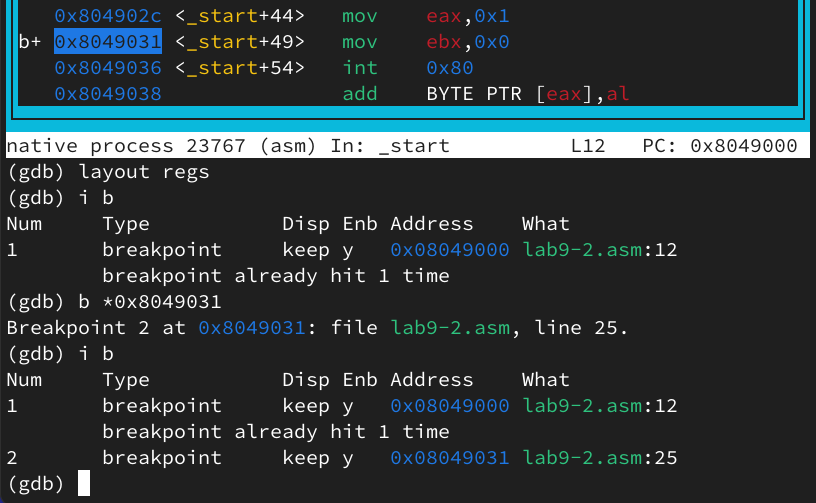 0x804902c <_start+44> mov eax,0x1
b+ 0x8049031 <_start+49> mov ebx,0x0
0x8049036 <_start+54> int 0x80
0x8049038 add BYTE PTR [eax],al
native process 23767 (asm) In: _start L12 PC: 0x8049000
(gdb) layout regs
(gdb) i b
Num Type Disp Enb Address What
1 breakpoint keep y 0x08049000 lab9-2.asm:12
breakpoint already hit 1 time
(gdb) b *0x8049031
Breakpoint 2 at 0x8049031: file lab9-2.asm, line 25.
(gdb) i b
Num Type Disp Enb Address What
1 breakpoint keep y 0x08049000 lab9-2.asm:12
breakpoint already hit 1 time
2 breakpoint keep y 0x08049031 lab9-2.asm:25
(gdb)